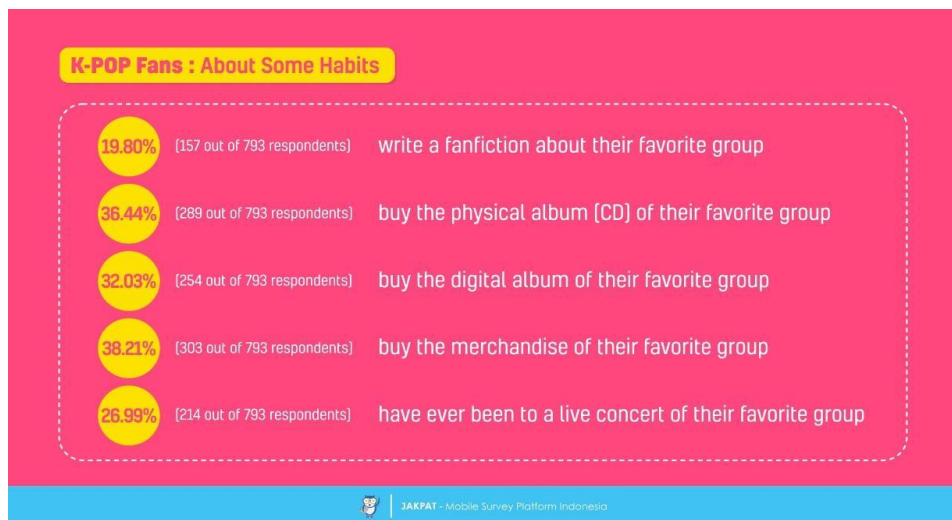 K-POP Fans : About Some Habits
19.80% (157 out of 793 respondents) write a fanfiction about their favorite group
36.44% (289 out of 793 respondents) buy the physical album (CD) of their favorite group
32.03% (254 out of 793 respondents) buy the digital album of their favorite group
38.21% (303 out of 793 respondents) buy the merchandise of their favorite group
26.99% (214 out of 793 respondents) have ever been to a live concert of their favorite group
JAKPAT - Mobile Survey Platform Indonesia